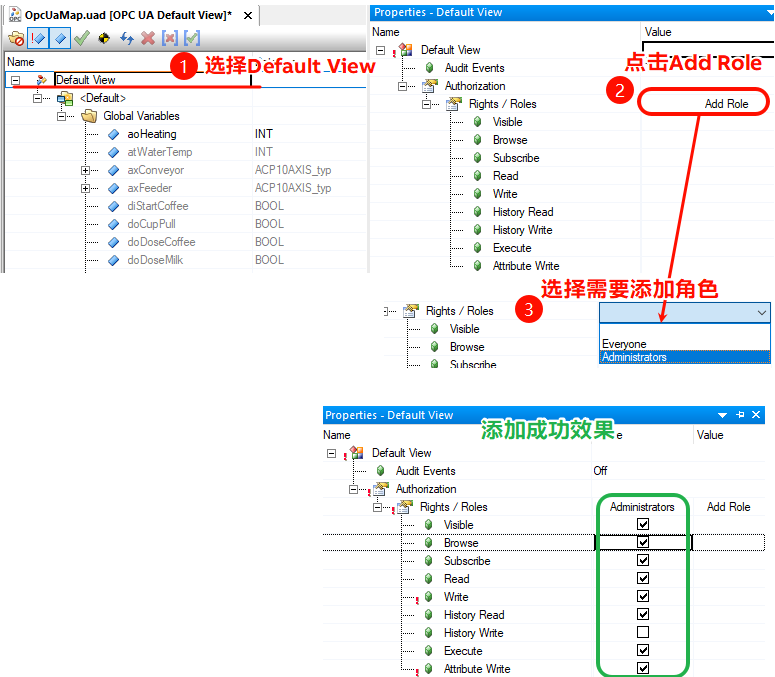 OpcUaMap.uad [OPC UA Default View]*
Name
1 选择Default View
Default View
<Default>
Global Variables
aoHeating INT
atWaterTemp INT
axConveyor ACP10AXIS_typ
axFeeder ACP10AXIS_typ
diStartCoffee BOOL
doCupPull BOOL
doDoseCoffee BOOL
doDoseMilk BOOL
Properties - Default View
Name Value
Default View
点击Add Role
Audit Events
Authorization
2
Rights / Roles Add Role
Visible
Browse
Subscribe
Read
Write
History Read
History Write
Execute
Attribute Write
3 选择需要添加角色
Rights / Roles
Visible
Browse
Subscribe
Everyone
Administrators
Properties - Default View
添加成功效果
Name e Value
Default View
Audit Events Off
Authorization
Rights / Roles Administrators Add Role
Visible
Browse
Subscribe
Read
Write
History Read
History Write
Execute
Attribute Write